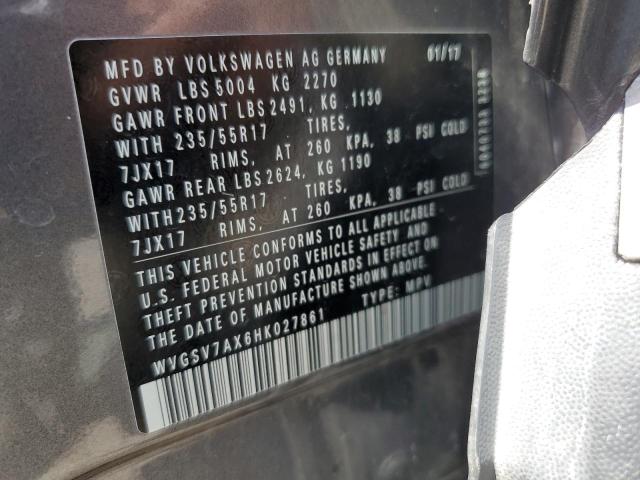 MFD BY VOLKSWAGEN AG GERMANY 01/17
GVWR LBS 5004 KG 2270
GAWR FRONT LBS 2491, KG 1130
WITH 235/55R17 TIRES,
7JX17 RIMS, AT 260 KPA, 38 PSI COLD
GAWR REAR LBS 2624, KG 1190
WITH 235/55R17 TIRES,
7JX17 RIMS, AT 260 KPA, 38 PSI COLD
THIS VEHICLE CONFORMS TO ALL APPLICABLE
U.S. FEDERAL MOTOR VEHICLE SAFETY AND
THEFT PREVENTION STANDARDS IN EFFECT ON
THE DATE OF MANUFACTURE SHOWN ABOVE.
WVGSV7AX6HK027861 TYPE: MPV